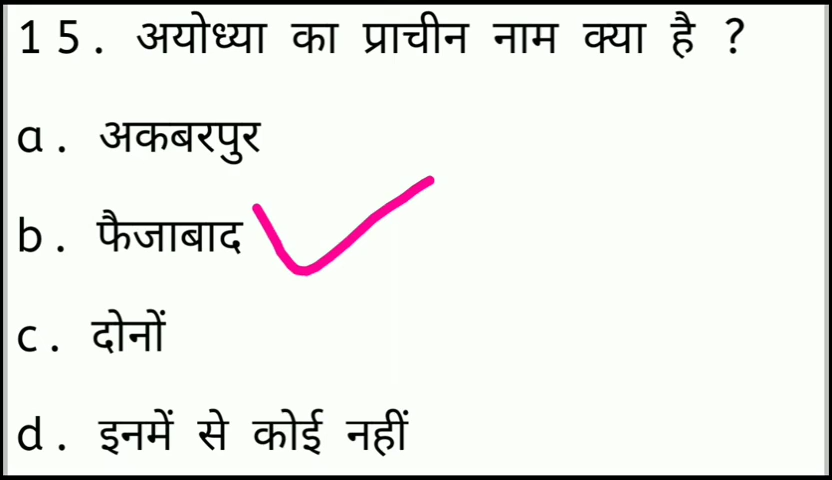 15. अयोध्या का प्राचीन नाम क्या है ?
a. अकबरपुर
b. फैजाबाद
c. दोनों
d. इनमें से कोई नहीं